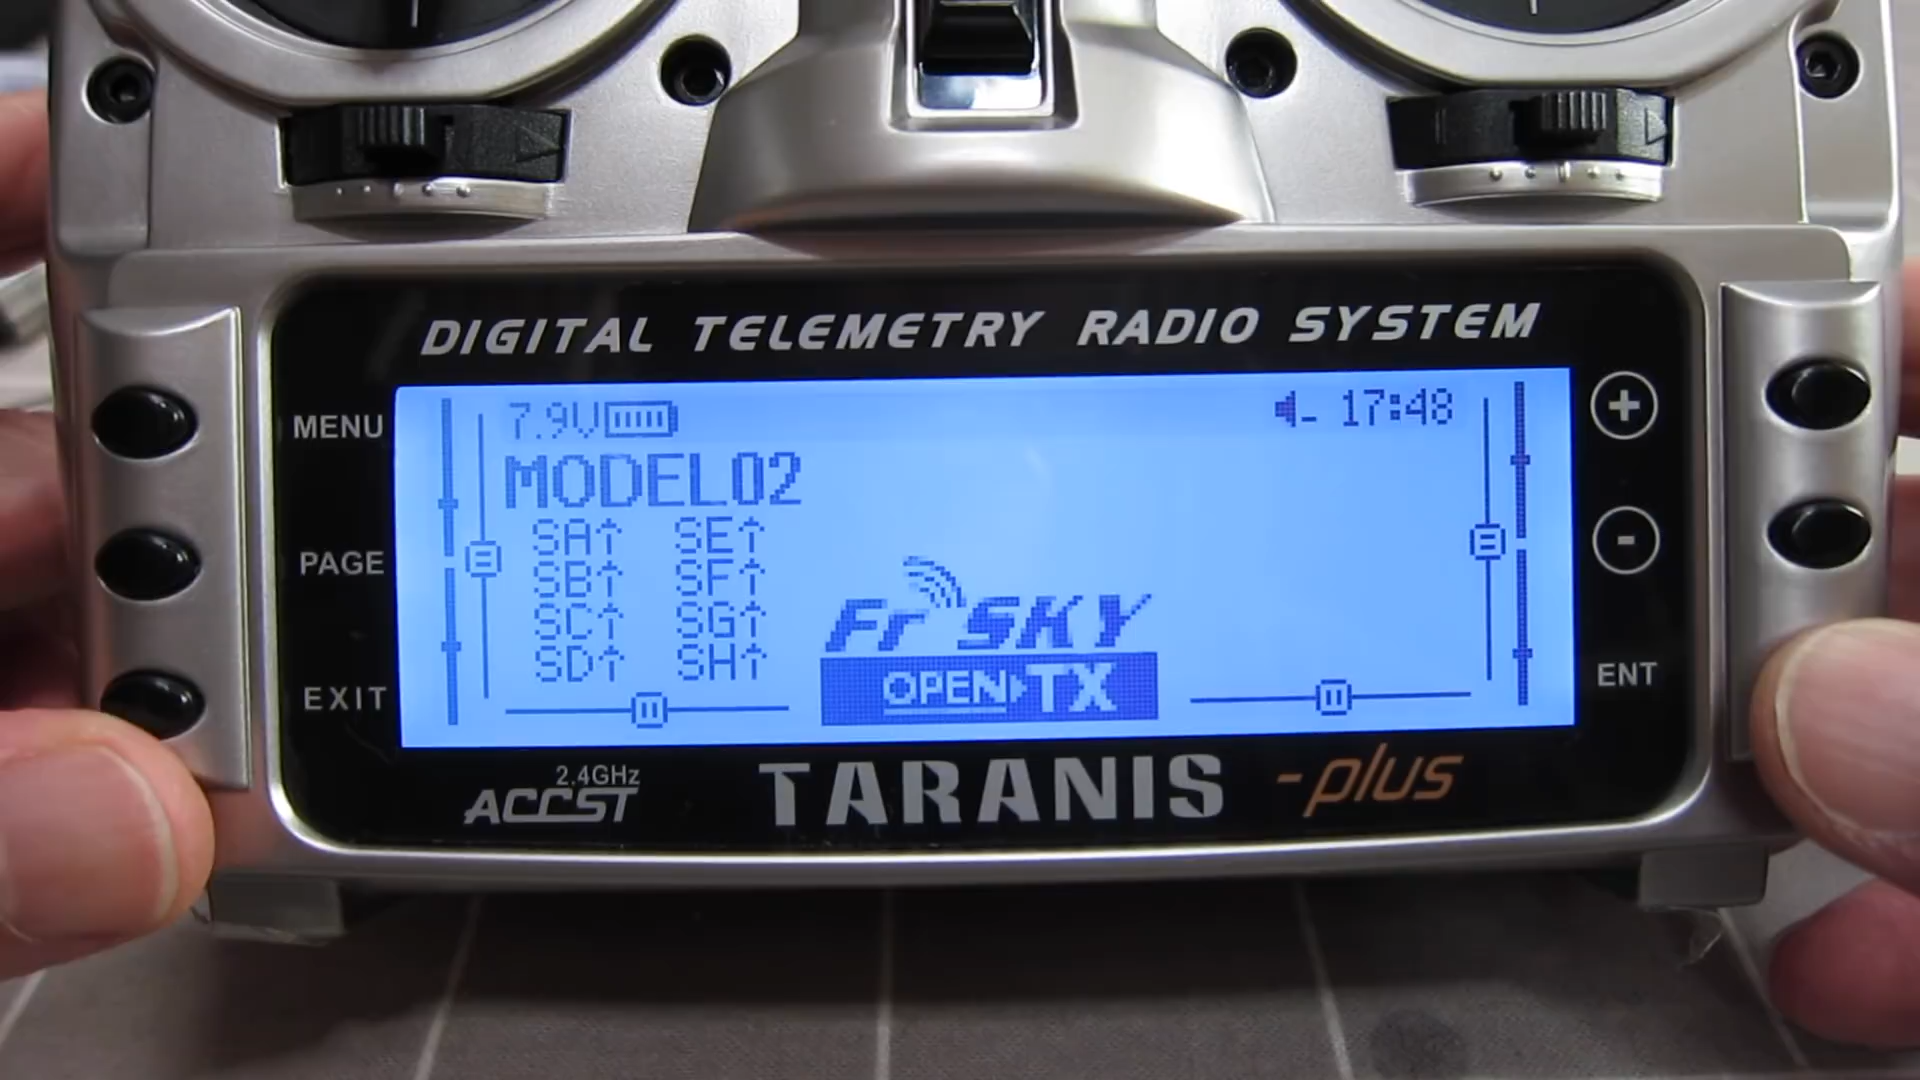 DIGITAL TELEMETRY RADIO SYSTEM
MENU
PAGE
EXIT
7.9V
17:48
MODEL02
SA↑ SE↑
SB↑ SF↑
SC↑ SG↑
SD↑ SH↑
FrSKY
OPEN TX
+
-
ENT
2.4GHz
ACCST
TARANIS -plus